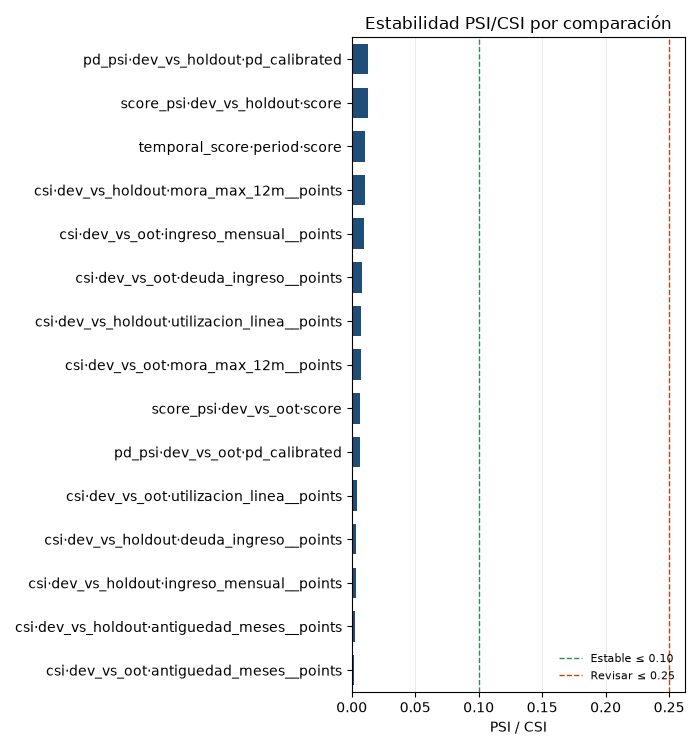 Estabilidad PSI/CSI por comparación
pd_psi·dev_vs_holdout·pd_calibrated
score_psi·dev_vs_holdout·score
temporal_score·period·score
csi·dev_vs_holdout·mora_max_12m__points
csi·dev_vs_oot·ingreso_mensual__points
csi·dev_vs_oot·deuda_ingreso__points
csi·dev_vs_holdout·utilizacion_linea__points
csi·dev_vs_oot·mora_max_12m__points
score_psi·dev_vs_oot·score
pd_psi·dev_vs_oot·pd_calibrated
csi·dev_vs_oot·utilizacion_linea__points
csi·dev_vs_holdout·deuda_ingreso__points
csi·dev_vs_holdout·ingreso_mensual__points
csi·dev_vs_holdout·antiguedad_meses__points
csi·dev_vs_oot·antiguedad_meses__points
Estable ≤ 0.10
Revisar ≤ 0.25
0.00 0.05 0.10 0.15 0.20 0.25
PSI / CSI